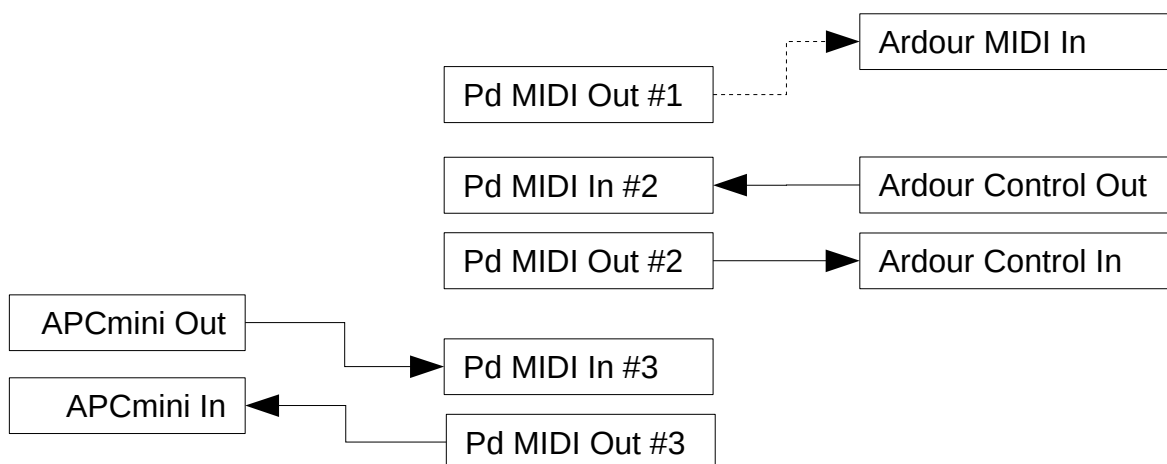 Ardour MIDI In
Pd MIDI Out #1
Pd MIDI In #2
Ardour Control Out
Pd MIDI Out #2
Ardour Control In
APCmini Out
Pd MIDI In #3
APCmini In
Pd MIDI Out #3